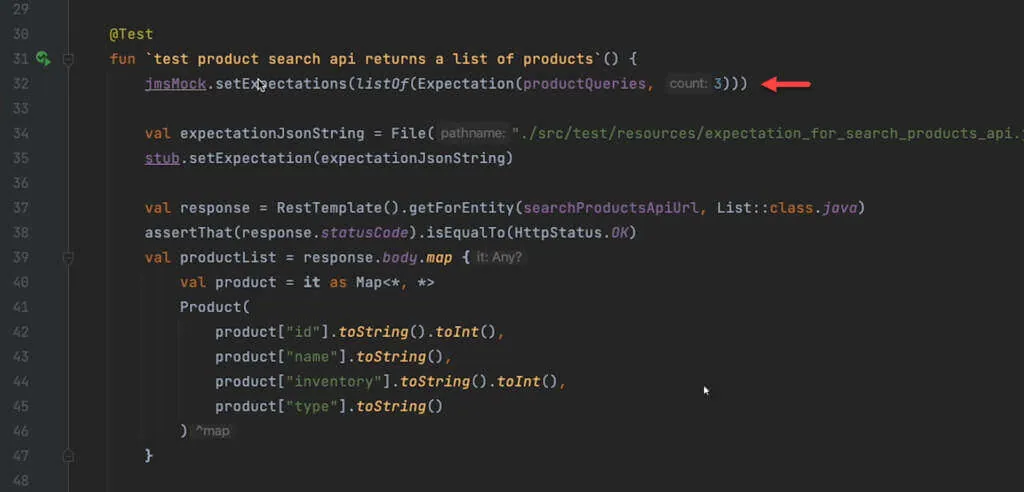 29
30 @Test
31 fun `test product search api returns a list of products`() {
32 jmsMock.setExpectations(listOf(Expectation(productQueries, count: 3)))
33
34 val expectationJsonString = File( pathname: "./src/test/resources/expectation_for_search_products_api.
35 stub.setExpectation(expectationJsonString)
36
37 val response = RestTemplate().getForEntity(searchProductsApiUrl, List::class.java)
38 assertThat(response.statusCode).isEqualTo(HttpStatus.OK)
39 val productList = response.body.map { it: Any?
40 val product = it as Map<*, *>
41 Product(
42 product["id"].toString().toInt(),
43 product["name"].toString(),
44 product["inventory"].toString().toInt(),
45 product["type"].toString()
46 ) ^map
47 }
48